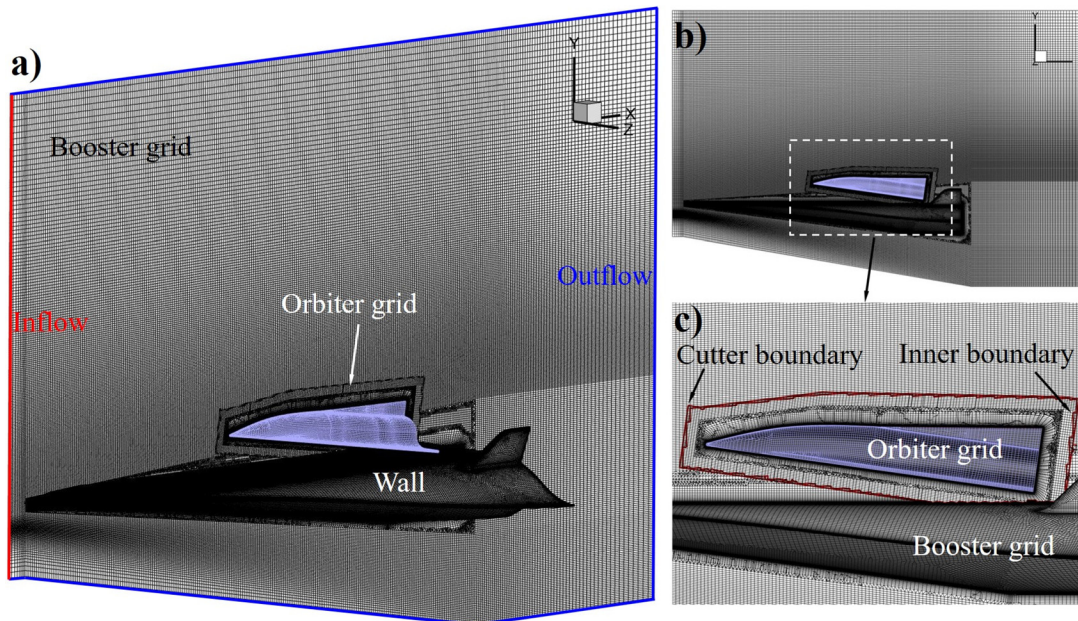 a)
Y
X
Z
Booster grid
Outflow
Orbiter grid
Inflow
Wall
b)
Y
c)
Cutter boundary
Inner boundary
Orbiter grid
Booster grid